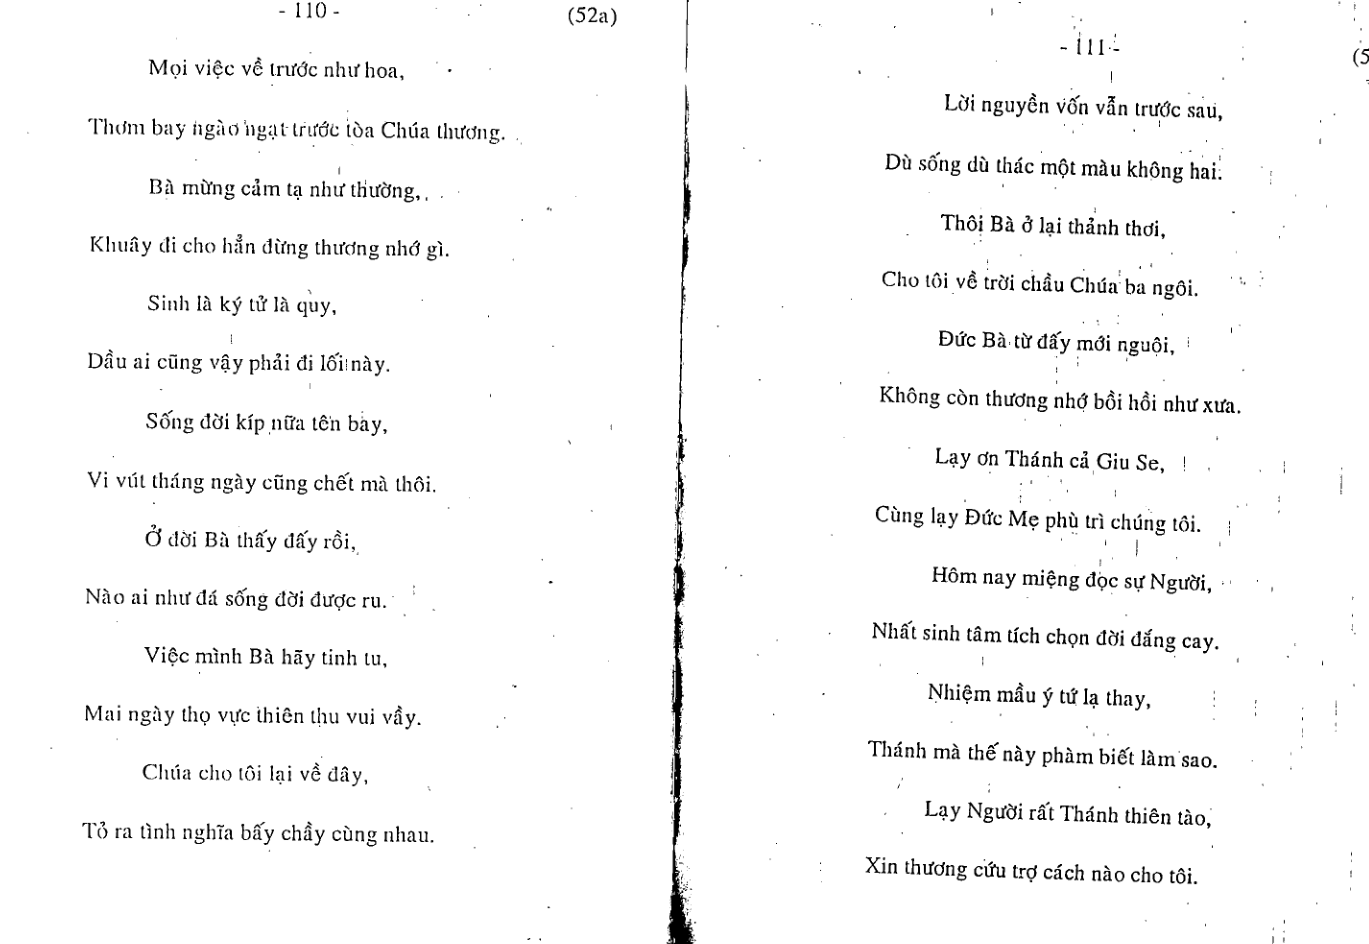 - 110 -
(52a)
Mọi việc về trước như hoa,
Thơm bay ngào ngạt trước tòa Chúa thương.
Bà mừng cảm tạ như thường,
Khuây đi cho hẳn đừng thương nhớ gì.
Sinh là ký tử là quy,
Dầu ai cũng vậy phải đi lối này.
Sống đời kíp nữa tên bay,
Vi vút tháng ngày cũng chết mà thôi.
Ở đời Bà thấy đấy rồi,
Nào ai như đá sống đời được ru.
Việc mình Bà hãy tinh tu,
Mai ngày thọ vực thiên thu vui vầy.
Chúa cho tôi lại về đây,
Tỏ ra tình nghĩa bấy chầy cùng nhau.
- 111 -
(5
Lời nguyền vốn vẫn trước sau,
Dù sống dù thác một màu không hai.
Thôi Bà ở lại thảnh thơi,
Cho tôi về trời chầu Chúa ba ngôi.
Đức Bà từ đấy mới nguội,
Không còn thương nhớ bồi hồi như xưa.
Lạy ơn Thánh cả Giu Se,
Cùng lạy Đức Mẹ phù trì chúng tôi.
Hôm nay miệng đọc sự Người,
Nhất sinh tâm tích chọn đời đắng cay.
Nhiệm mầu ý tứ lạ thay,
Thánh mà thế này phàm biết làm sao.
Lạy Người rất Thánh thiên tào,
Xin thương cứu trợ cách nào cho tôi.